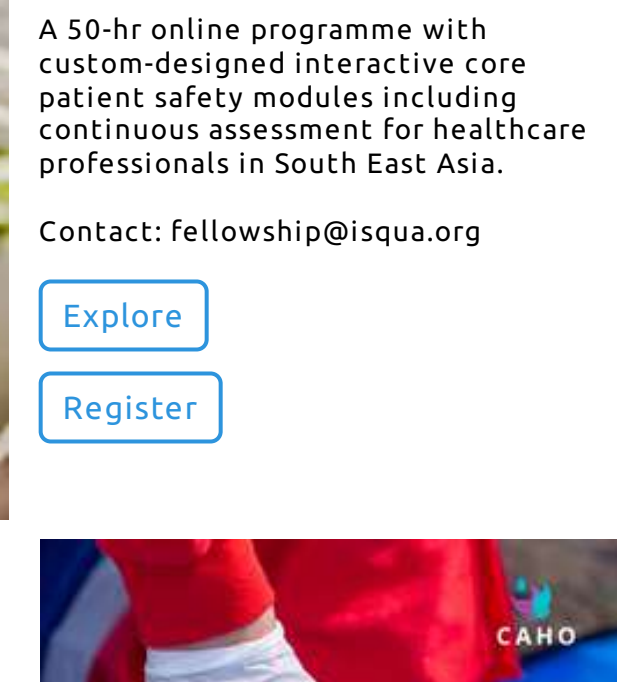 A 50-hr online programme with
custom-designed interactive core
patient safety modules including
continuous assessment for healthcare
professionals in South East Asia.
Contact: fellowship@isqua.org
Explore
Register
CAHO